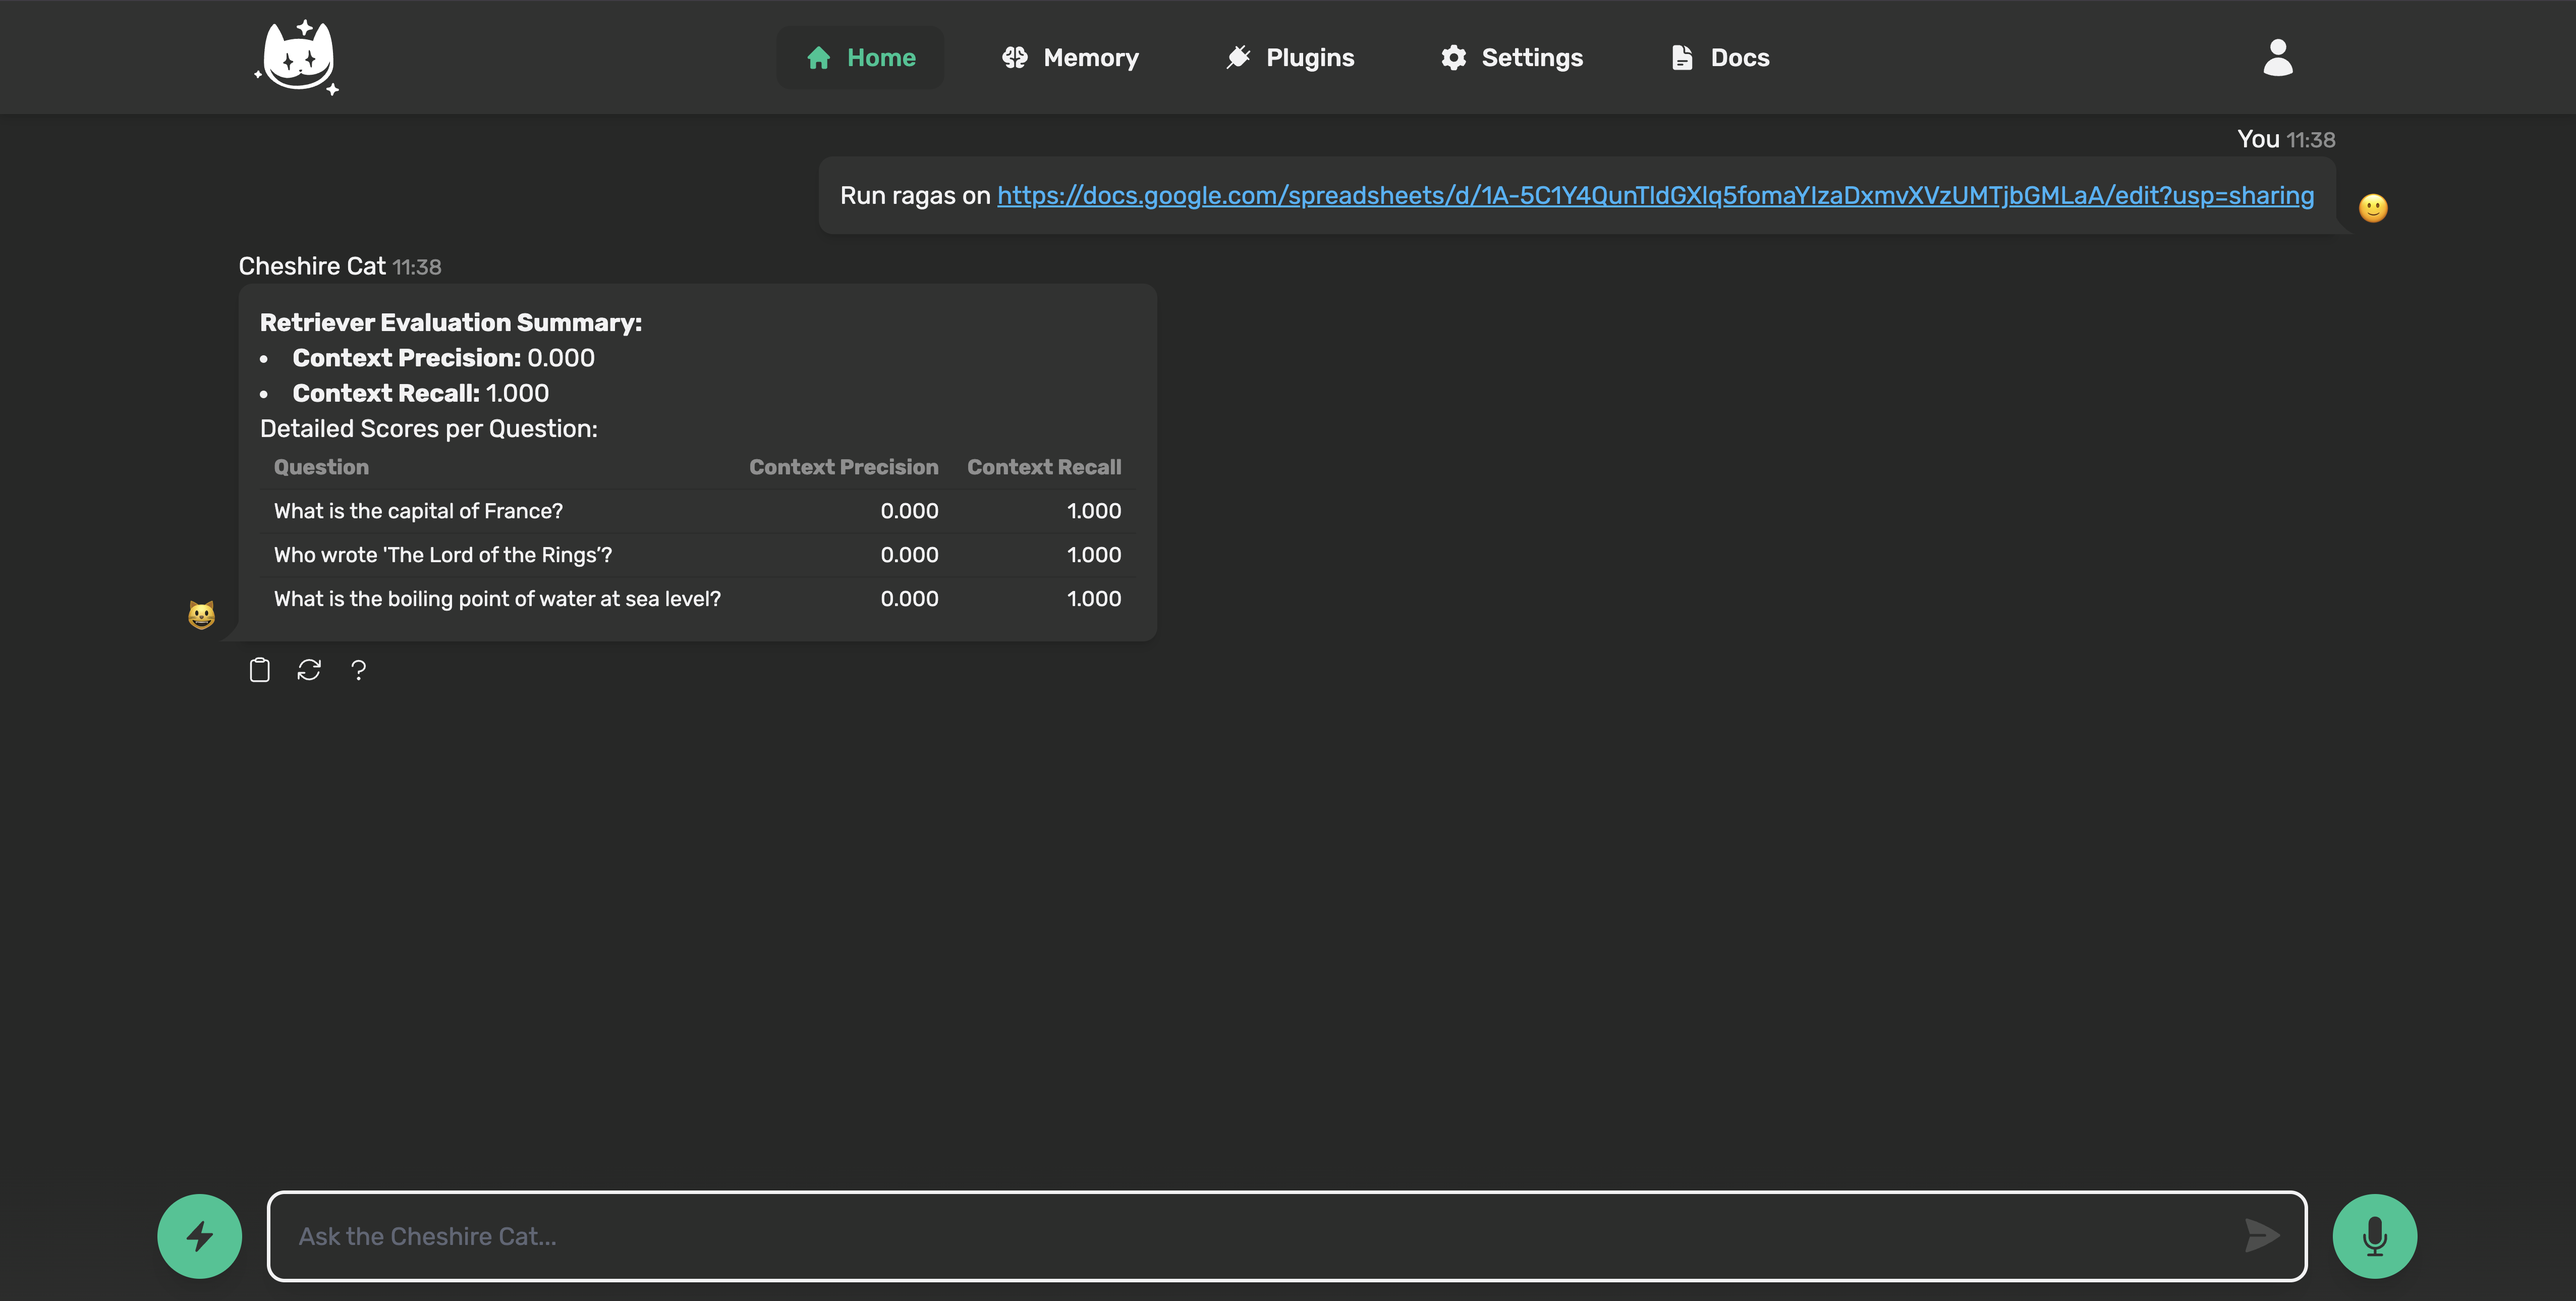 Home Memory Plugins Settings Docs
You 11:38
Run ragas on https://docs.google.com/spreadsheets/d/1A-5C1Y4QunTldGXlq5fomaYIzaDxmvXVzUMTjbGMLaA/edit?usp=sharing
Cheshire Cat 11:38
Retriever Evaluation Summary:
• Context Precision: 0.000
• Context Recall: 1.000
Detailed Scores per Question:
Question Context Precision Context Recall
What is the capital of France? 0.000 1.000
Who wrote 'The Lord of the Rings’? 0.000 1.000
What is the boiling point of water at sea level? 0.000 1.000
Ask the Cheshire Cat...